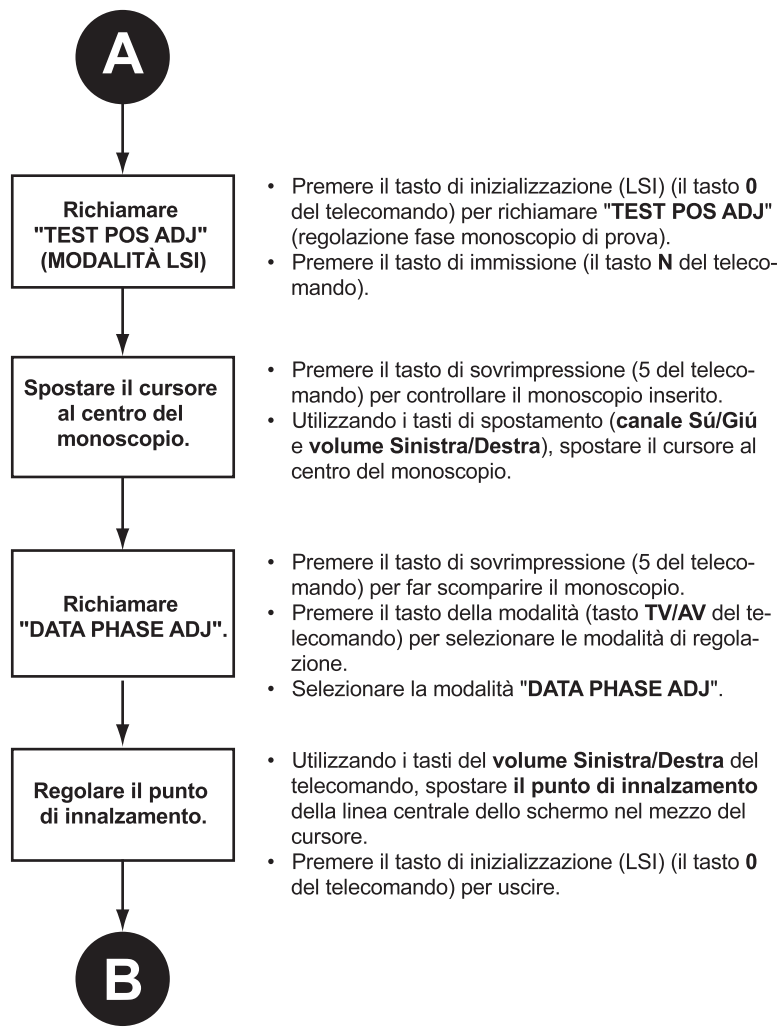 A
Richiamare
"TEST POS ADJ"
(MODALITÀ LSI)
• Premere il tasto di inizializzazione (LSI) (il tasto 0
del telecomando) per richiamare "TEST POS ADJ"
(regolazione fase monoscopio di prova).
• Premere il tasto di immissione (il tasto N del teleco-
mando).
Spostare il cursore
al centro del
monoscopio.
• Premere il tasto di sovrimpressione (5 del teleco-
mando) per controllare il monoscopio inserito.
• Utilizzando i tasti di spostamento (canale Sú/Giú
e volume Sinistra/Destra), spostare il cursore al
centro del monoscopio.
Richiamare
"DATA PHASE ADJ".
• Premere il tasto di sovrimpressione (5 del teleco-
mando) per far scomparire il monoscopio.
• Premere il tasto della modalità (tasto TV/AV del te-
lecomando) per selezionare le modalità di regola-
zione.
• Selezionare la modalità "DATA PHASE ADJ".
Regolare il punto
di innalzamento.
• Utilizzando i tasti del volume Sinistra/Destra del
telecomando, spostare il punto di innalzamento
della linea centrale dello schermo nel mezzo del
cursore.
• Premere il tasto di inizializzazione (LSI) (il tasto 0
del telecomando) per uscire.
B